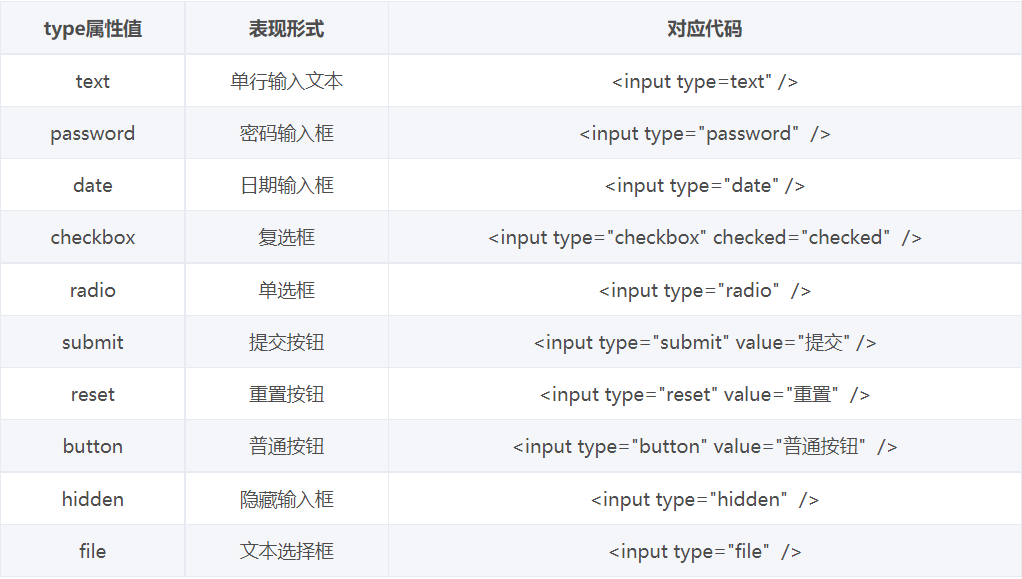 type属性值 表现形式 对应代码
text 单行输入文本 <input type=text" />
password 密码输入框 <input type="password" />
date 日期输入框 <input type="date" />
checkbox 复选框 <input type="checkbox" checked="checked" />
radio 单选框 <input type="radio" />
submit 提交按钮 <input type="submit" value="提交" />
reset 重置按钮 <input type="reset" value="重置" />
button 普通按钮 <input type="button" value="普通按钮" />
hidden 隐藏输入框 <input type="hidden" />
file 文本选择框 <input type="file" />